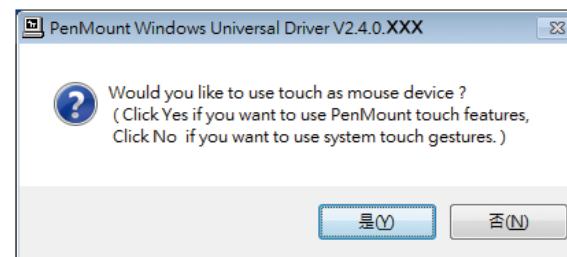 PenMount Windows Universal Driver V2.4.0.XXX
Would you like to use touch as mouse device ?
( Click Yes if you want to use PenMount touch features,
Click No  if you want to use system touch gestures. )
是(Y)
否(N)